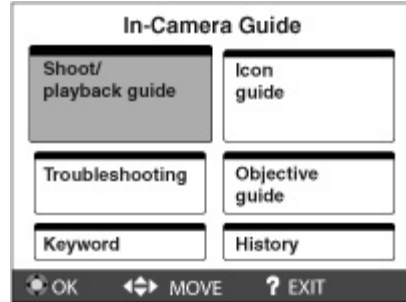 In-Camera Guide
Shoot/
playback guide
Icon
guide
Troubleshooting
Objective
guide
Keyword
History
OK MOVE ? EXIT